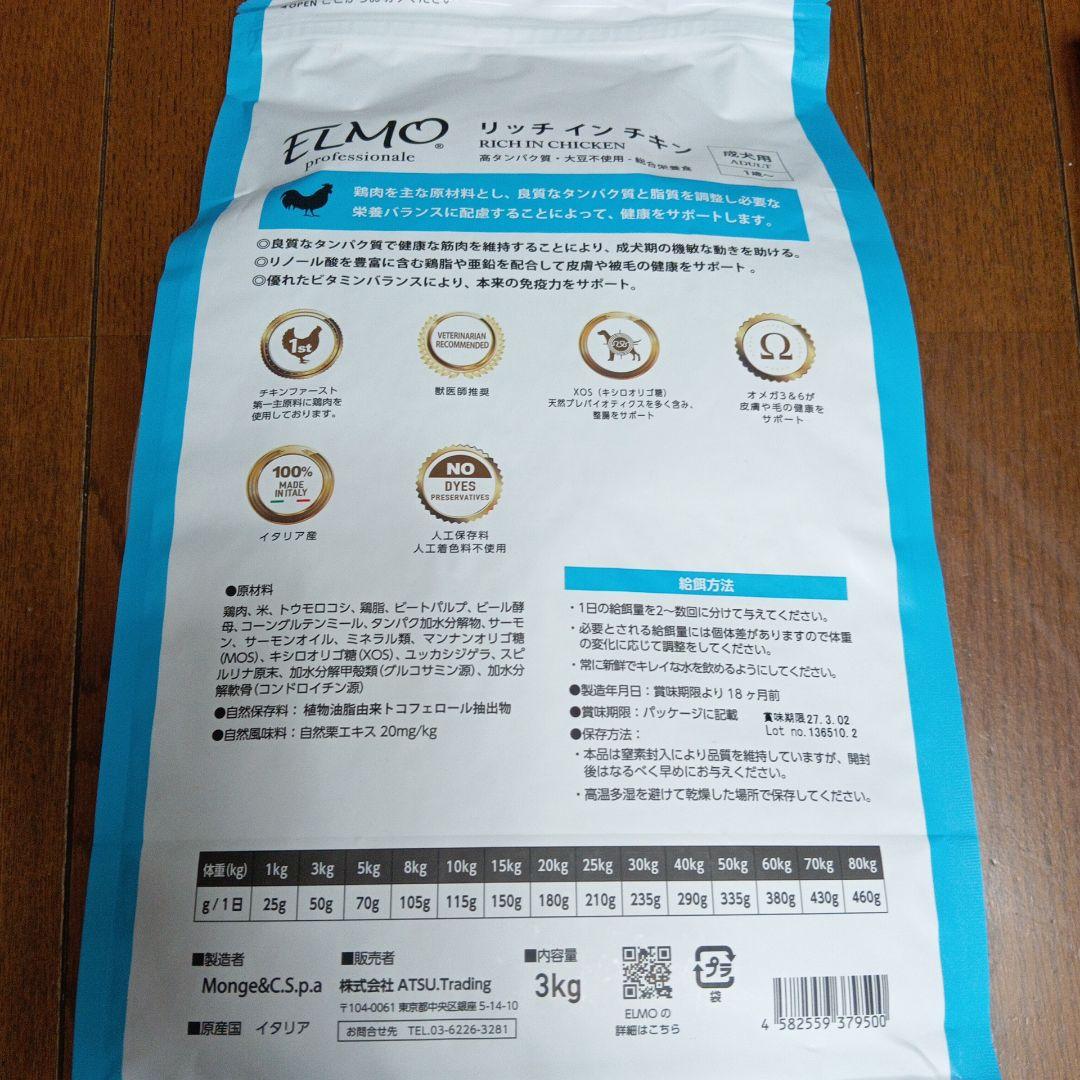 ELMO®
professionale
リッチ イン チキン
RICH IN CHICKEN
高タンパク質・大豆不使用 - 総合栄養食
成犬用
ADULT
1歳〜
鶏肉を主な原材料とし、良質なタンパク質と脂質を調整し必要な
栄養バランスに配慮することによって、健康をサポートします。
◎良質なタンパク質で健康な筋肉を維持することにより、成犬期の機敏な動きを助ける。
◎リノール酸を豊富に含む鶏脂や亜鉛を配合して皮膚や被毛の健康をサポート 。
◎優れたビタミンバランスにより、本来の免疫力をサポート。
1st
チキンファースト
第一主原料に鶏肉を
使用しております。
VETERINARIAN
RECOMMENDED
獣医師推奨
XOS
XOS（キシロオリゴ糖）
天然プレバイオティクスを多く含み、
整腸をサポート
Ω
オメガ3＆6が
皮膚や毛の健康を
サポート
100%
MADE
IN ITALY
イタリア産
NO
DYES
PRESERVATIVES
人工保存料
人工着色料不使用
●原材料
鶏肉、米、トウモロコシ、鶏脂、ビートパルプ、ビール酵
母、コーングルテンミール、タンパク加水分解物、サーモ
ン、サーモンオイル、ミネラル類、マンナンオリゴ糖
(MOS)、キシロオリゴ糖(XOS)、ユッカシジゲラ、スピ
ルリナ原末、加水分解甲殻類(グルコサミン源)、加水分
解軟骨(コンドロイチン源)
●自然保存料：植物油脂由来トコフェロール抽出物
●自然風味料：自然栗エキス 20mg/kg
給餌方法
・1日の給餌量を2〜数回に分けて与えてください。
・必要とされる給餌量には個体差がありますので体重
の変化に応じて調整をしてください。
・常に新鮮でキレイな水を飲めるようにしてください。
●製造年月日：賞味期限より 18 ヶ月前
●賞味期限：パッケージに記載
賞味期限27.3.02
Lot no.136510.2
●保存方法：
・本品は窒素封入により品質を維持していますが、開封
後はなるべく早めにお与えください。
・高温多湿を避けて乾燥した場所で保存してください。
体重(kg) 1kg 3kg 5kg 8kg 10kg 15kg 20kg 25kg 30kg 40kg 50kg 60kg 70kg 80kg
g / 1日 25g 50g 70g 105g 115g 150g 180g 210g 235g 290g 335g 380g 430g 460g
■製造者
Monge&C.S.p.a
■原産国 イタリア
■販売者
株式会社 ATSU.Trading
〒104-0061 東京都中央区銀座 5-14-10
お問合せ先 TEL.03-6226-3281
■内容量
3kg
ELMO の
詳細はこちら
プラ
袋
4 582559 379500